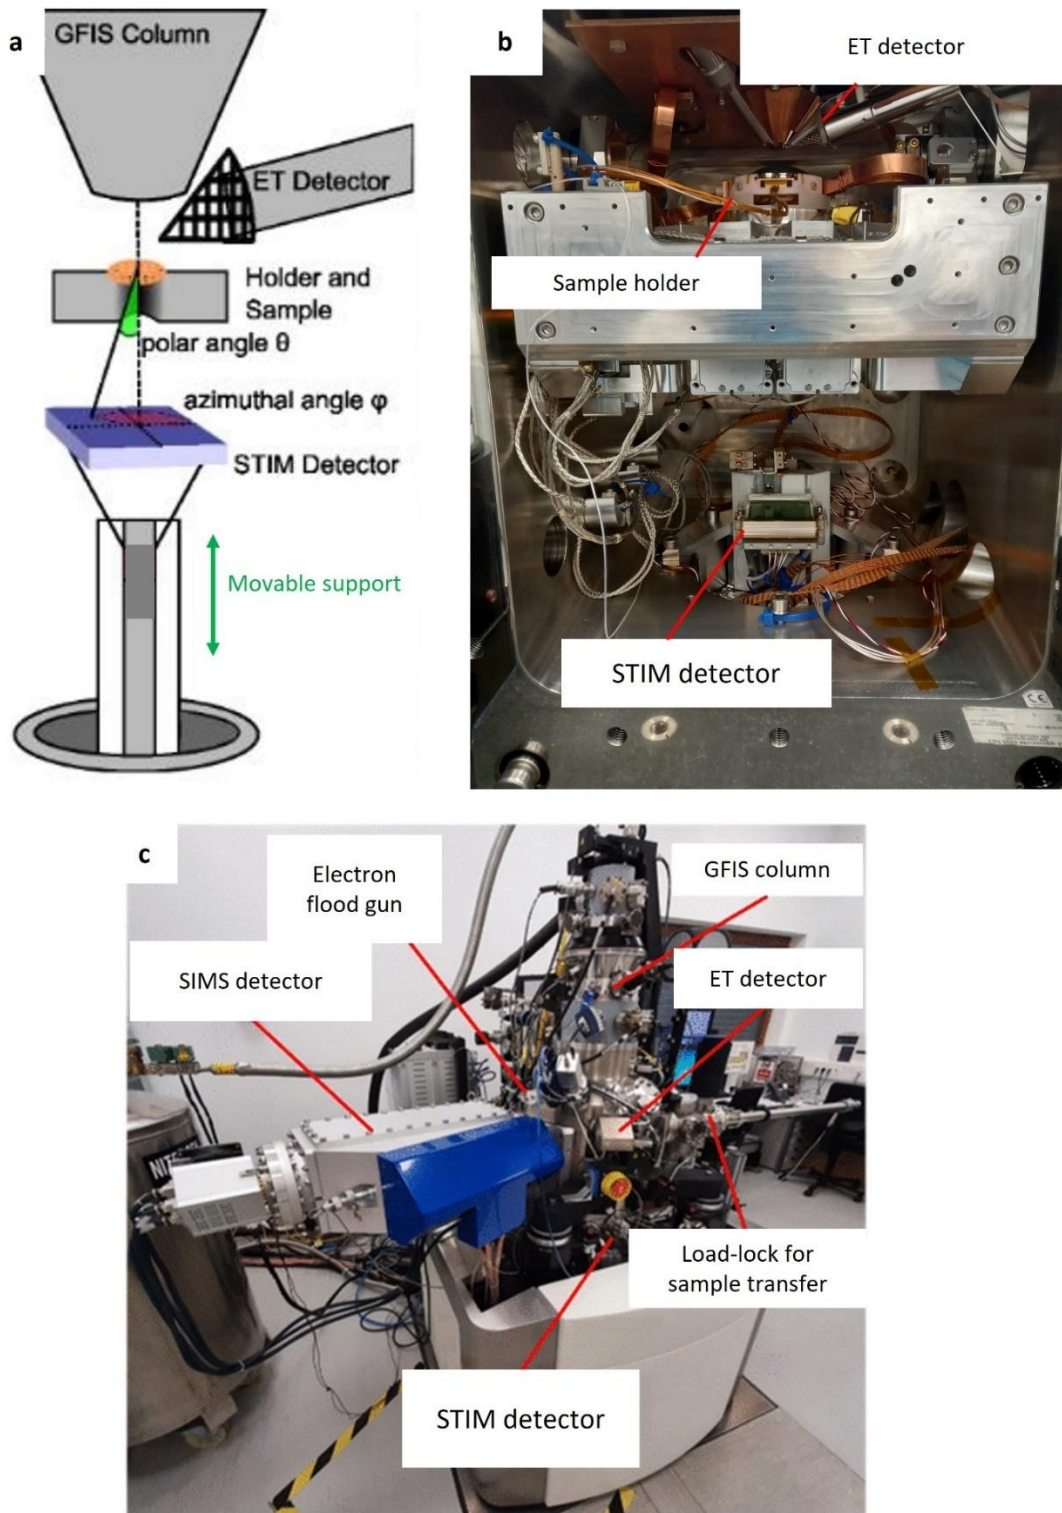 a
GFIS Column
ET Detector
Holder and
Sample
polar angle θ
azimuthal angle φ
STIM Detector
Movable support
b
ET detector
Sample holder
STIM detector
c
Electron
flood gun
GFIS column
SIMS detector
ET detector
Load-lock for
sample transfer
STIM detector
CE